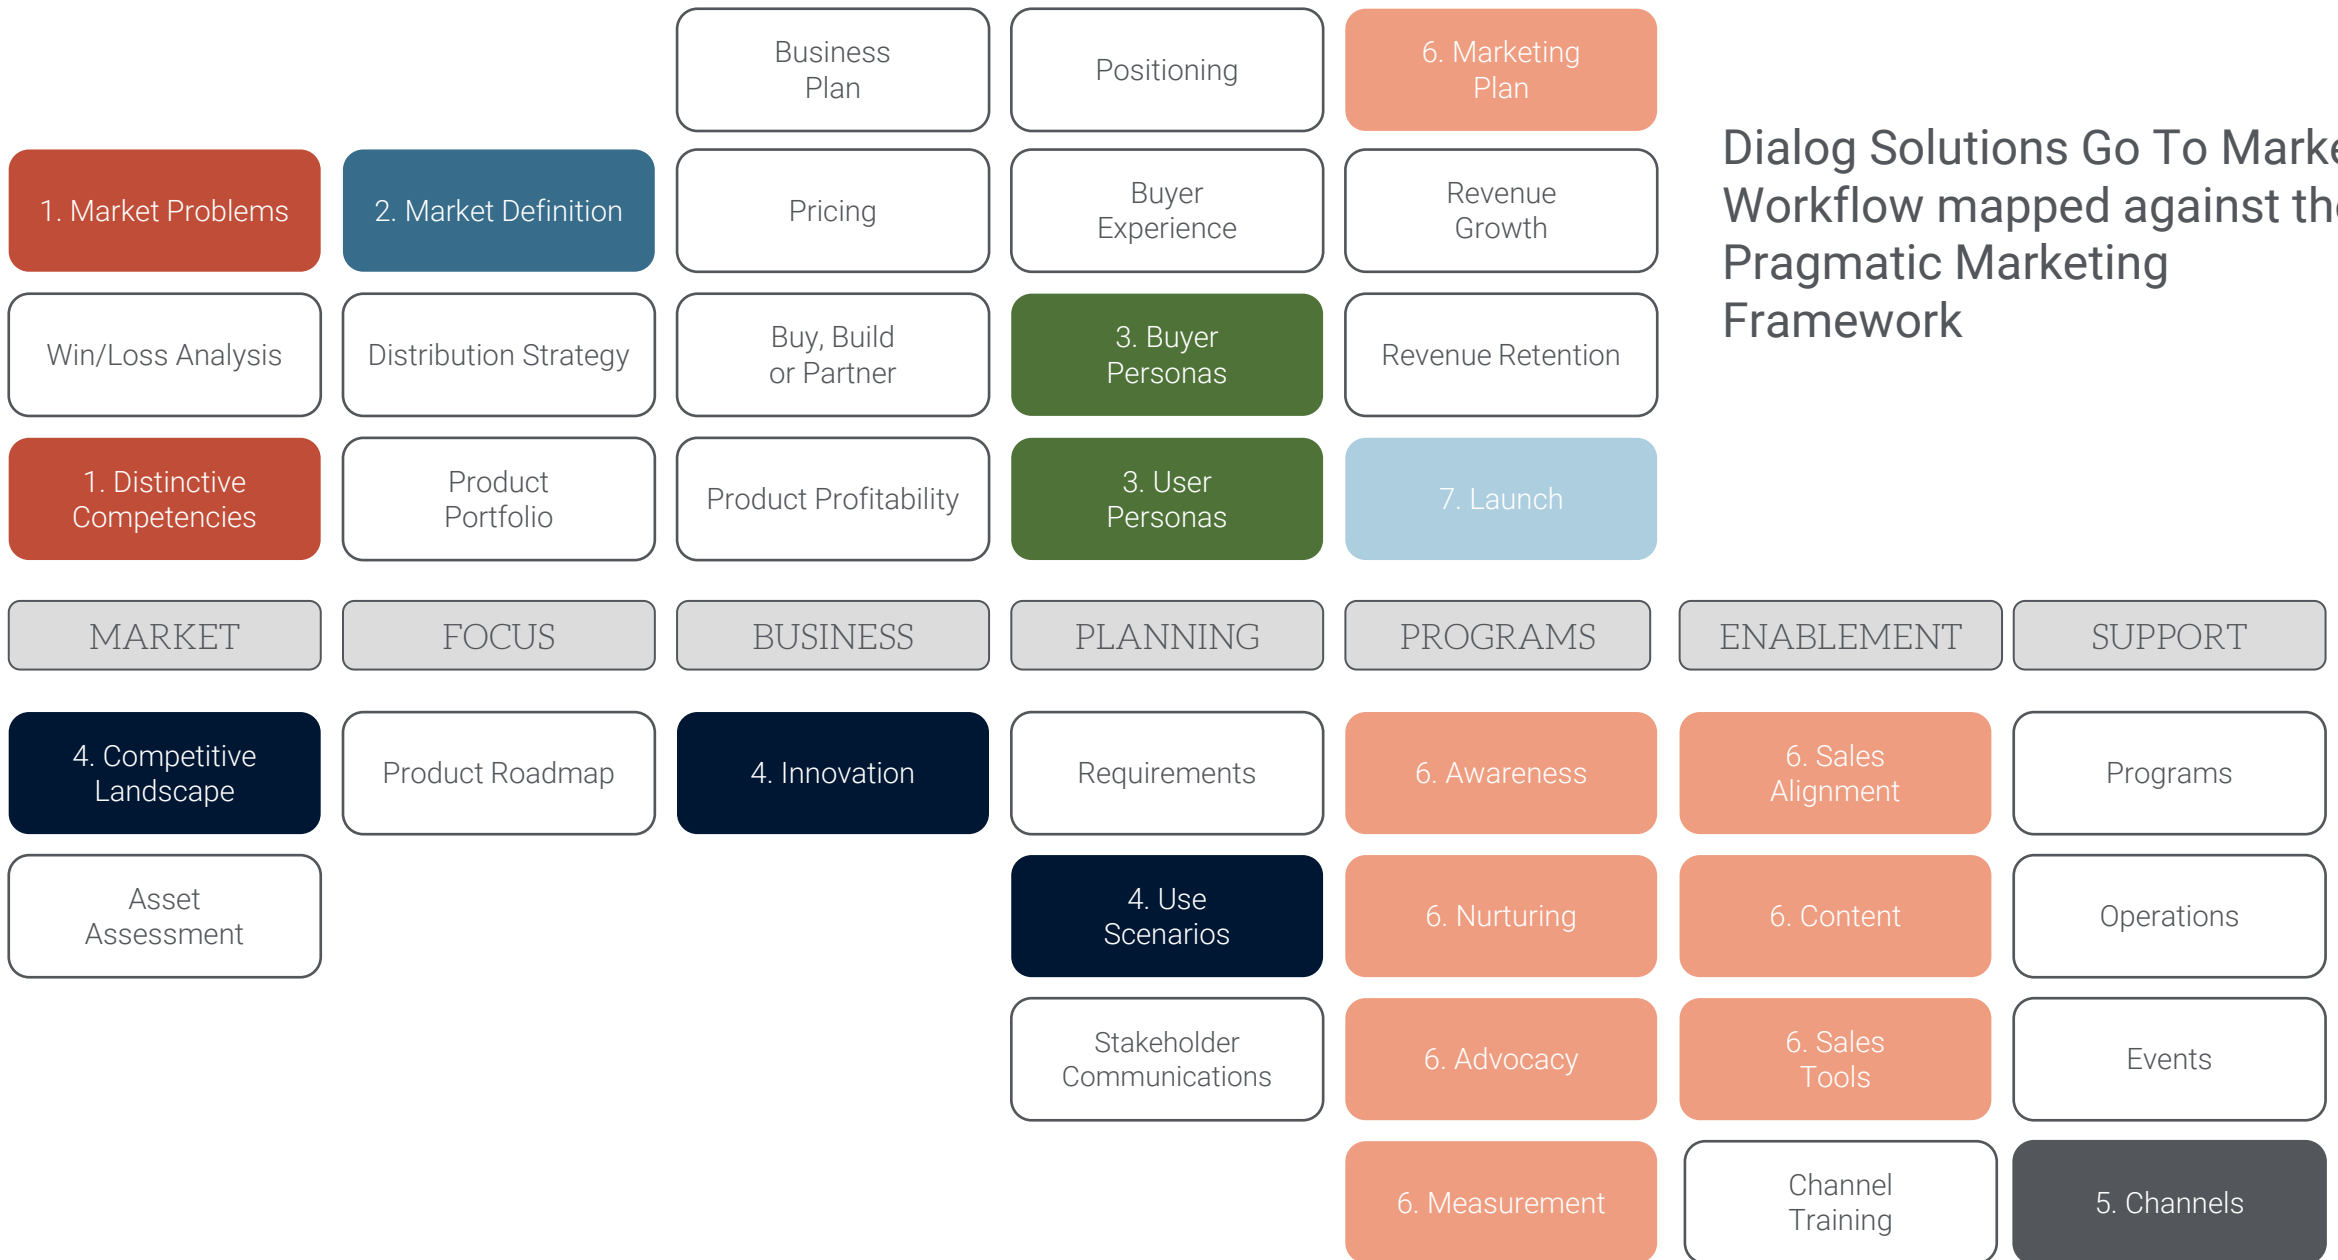 Business
Plan
Positioning
6. Marketing
Plan
Dialog Solutions Go To Marke
Workflow mapped against the
Pragmatic Marketing
Framework
1. Market Problems
2. Market Definition
Pricing
Buyer
Experience
Revenue
Growth
Win/Loss Analysis
Distribution Strategy
Buy, Build
or Partner
3. Buyer
Personas
Revenue Retention
1. Distinctive
Competencies
Product
Portfolio
Product Profitability
3. User
Personas
7. Launch
MARKET
FOCUS
BUSINESS
PLANNING
PROGRAMS
ENABLEMENT
SUPPORT
4. Competitive
Landscape
Product Roadmap
4. Innovation
Requirements
6. Awareness
6. Sales
Alignment
Programs
Asset
Assessment
4. Use
Scenarios
6. Nurturing
6. Content
Operations
Stakeholder
Communications
6. Advocacy
6. Sales
Tools
Events
6. Measurement
Channel
Training
5. Channels